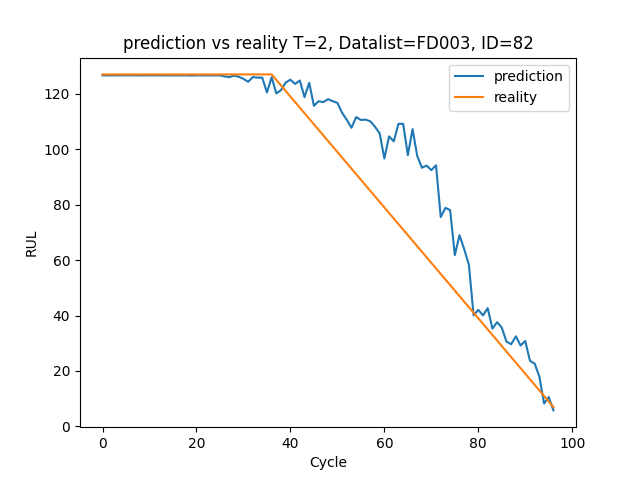 prediction vs reality T=2, Datalist=FD003, ID=82
prediction
reality
RUL
120
100
80
60
40
20
0
0 20 40 60 80 100
Cycle